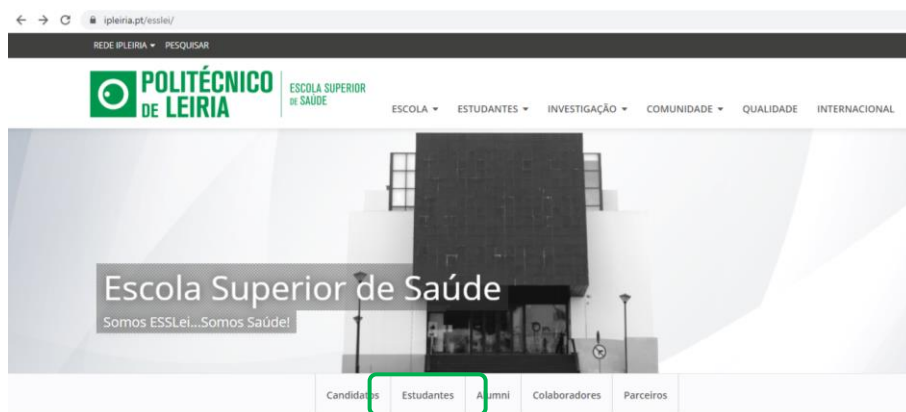 ipleiria.pt/esslei/
REDE IPLEIRIA PESQUISAR
POLITÉCNICO DE LEIRIA
ESCOLA SUPERIOR DE SAÚDE
ESCOLA ESTUDANTES INVESTIGAÇÃO COMUNIDADE QUALIDADE INTERNACIONAL
Escola Superior de Saúde
Somos ESSLei...Somos Saúde!
Candidatos Estudantes Alumni Colaboradores Parceiros